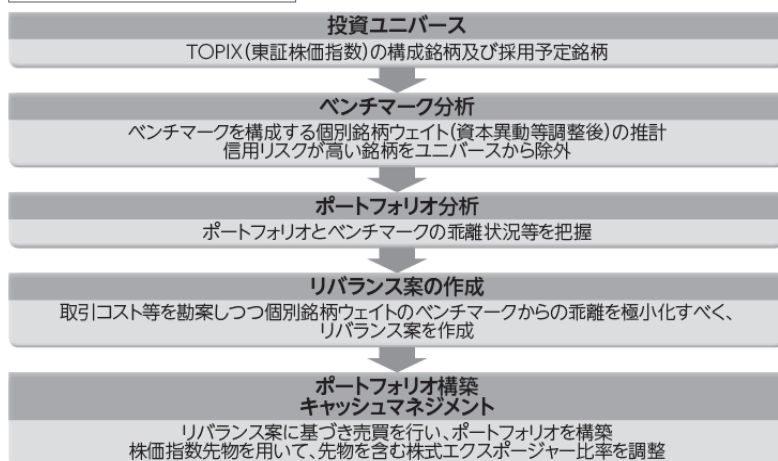 投資ユニバース
TOPIX(東証株価指数)の構成銘柄及び採用予定銘柄
ベンチマーク分析
ベンチマークを構成する個別銘柄ウェイト(資本異動等調整後)の推計
信用リスクが高い銘柄をユニバースから除外
ポートフォリオ分析
ポートフォリオとベンチマークの乖離状況等を把握
リバランス案の作成
取引コスト等を勘案しつつ個別銘柄ウェイトのベンチマークからの乖離を極小化すべく、
リバランス案を作成
ポートフォリオ構築
キャッシュマネジメント
リバランス案に基づき売買を行い、ポートフォリオを構築
株価指数先物を用いて、先物を含む株式エクスポージャー比率を調整